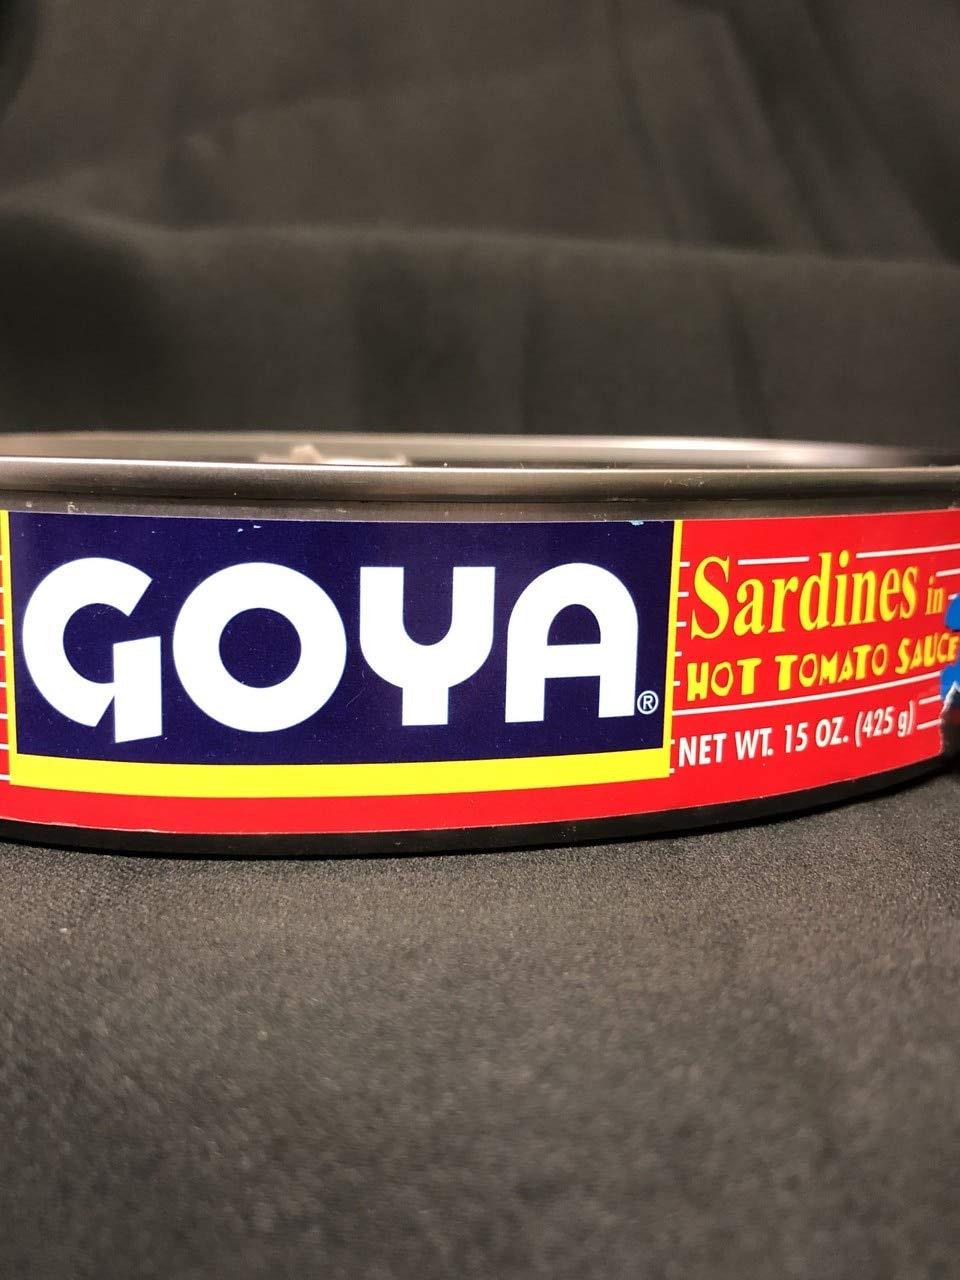 GOYA®
Sardines in
HOT TOMATO SAUCE
NET WT. 15 OZ. (425 g)